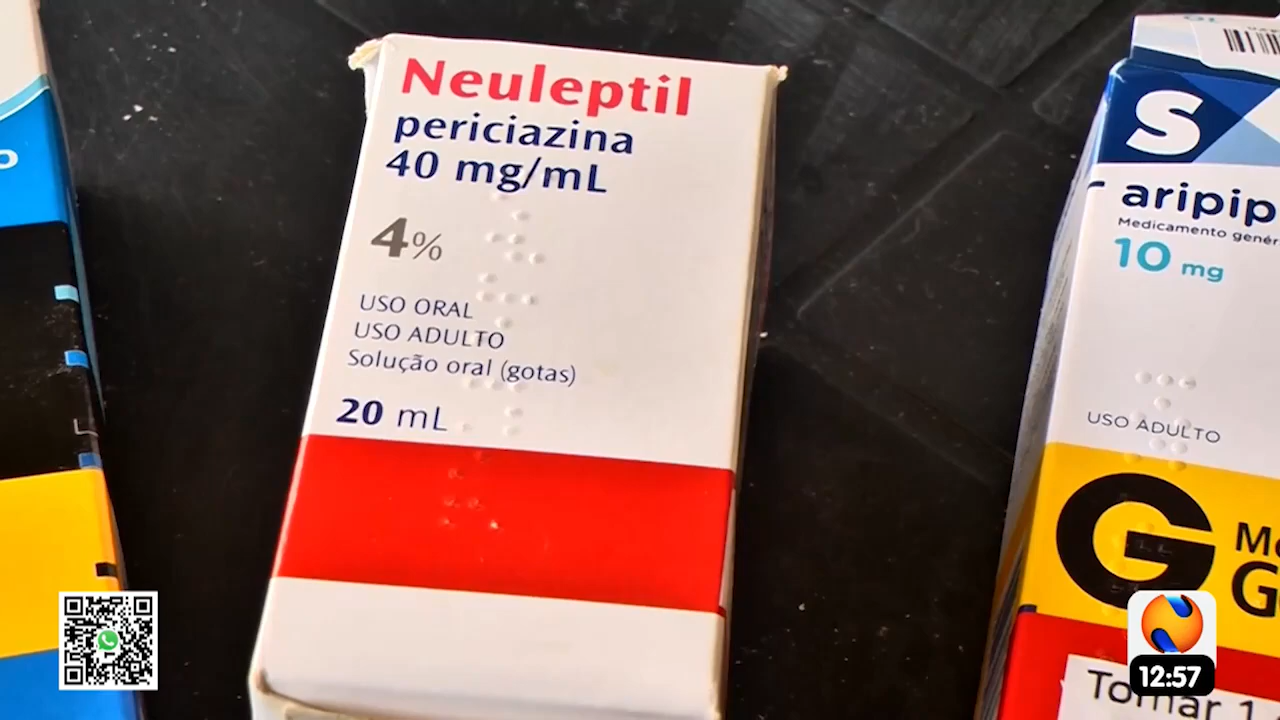 Neuleptil
periciazina
40 mg/mL
4%
USO ORAL
USO ADULTO
Solução oral (gotas)
20 mL
S
aripip
Medicamento genér
10 mg
USO ADULTO
G
Tomar 1
12:57